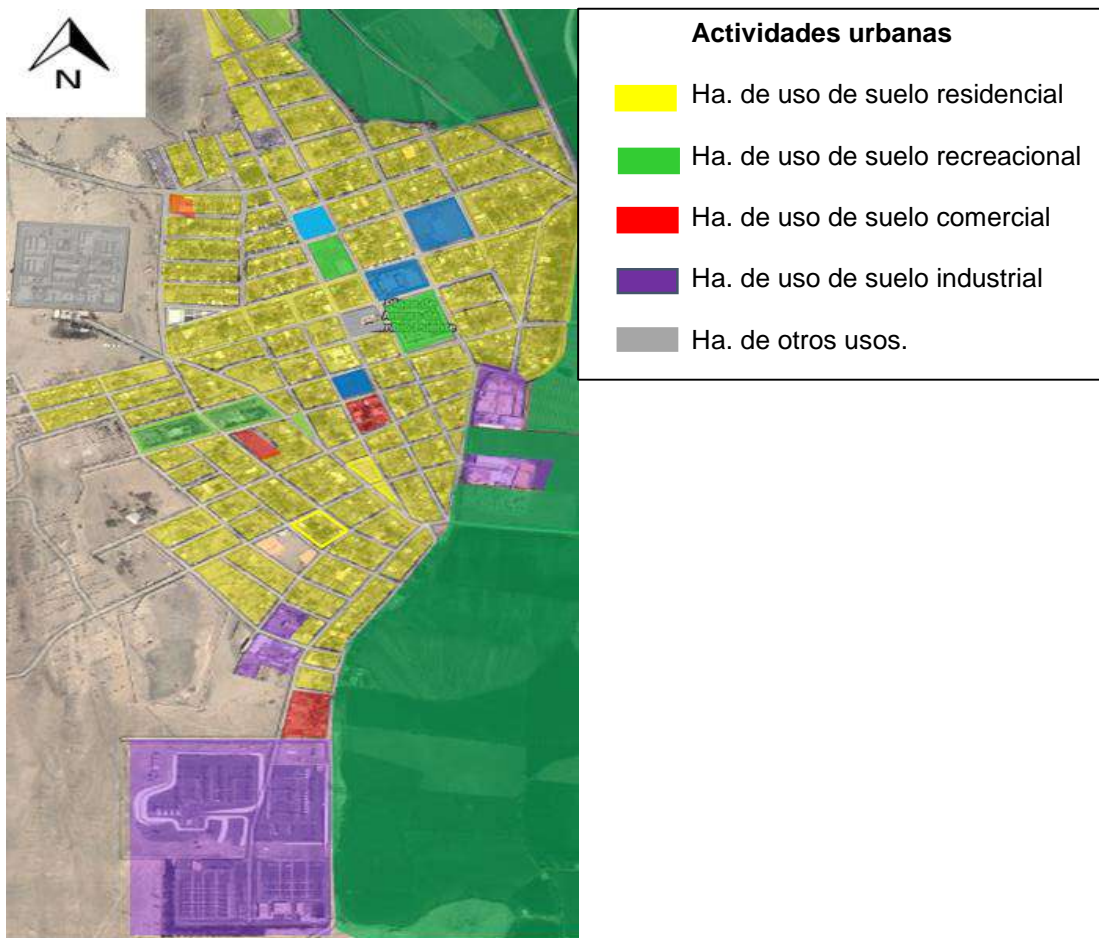 N
Actividades urbanas
Ha. de uso de suelo residencial
Ha. de uso de suelo recreacional
Ha. de uso de suelo comercial
Ha. de uso de suelo industrial
Ha. de otros usos.